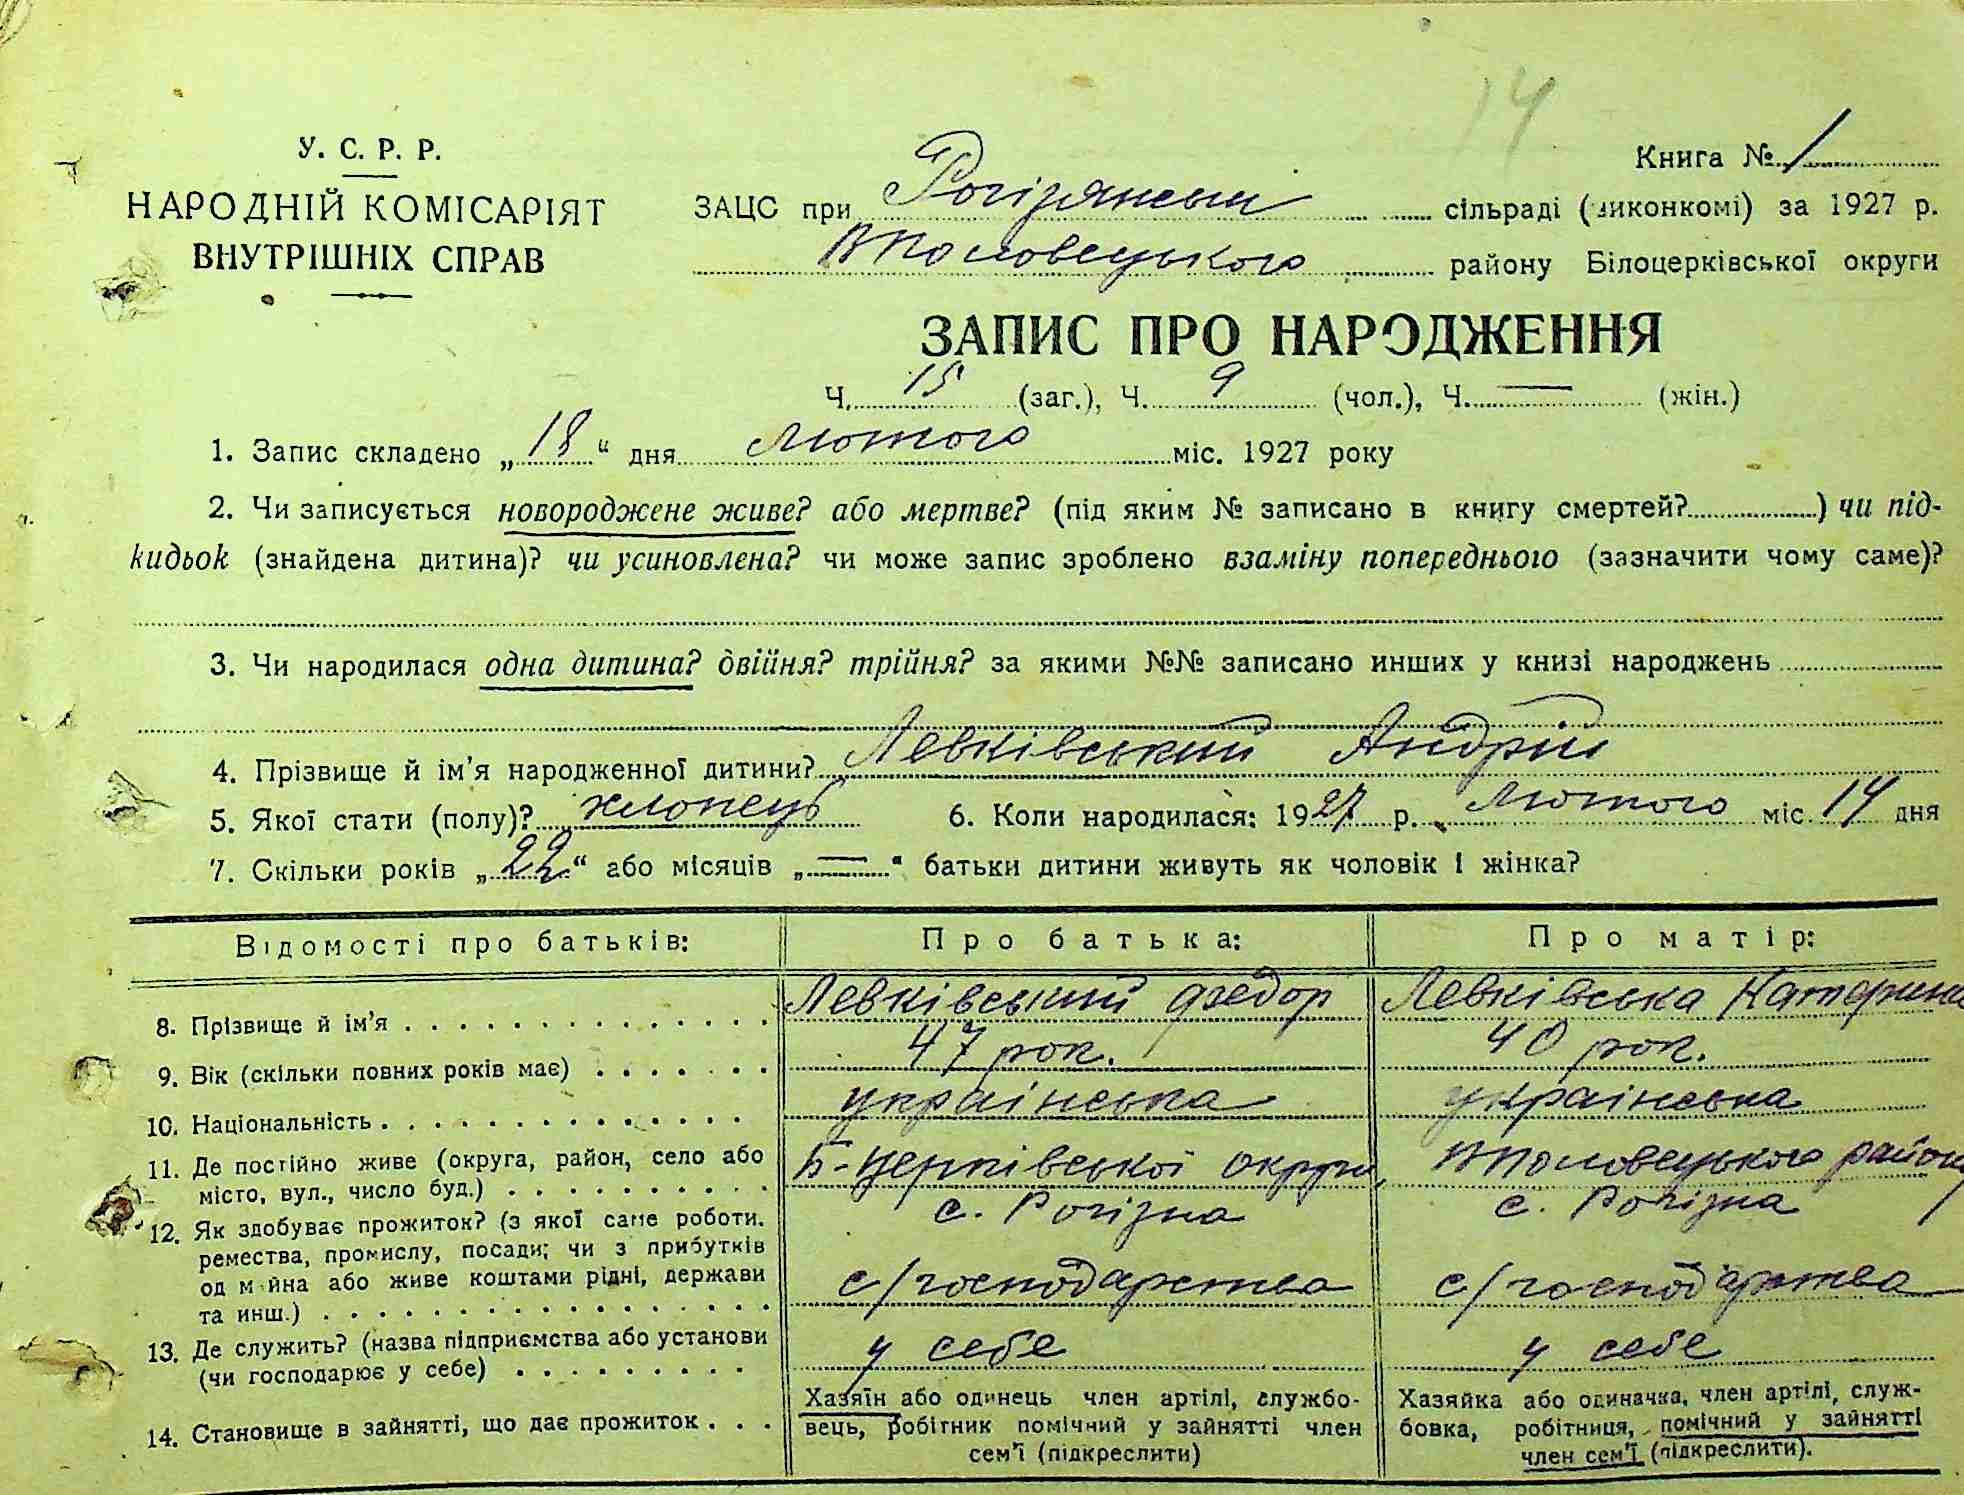 14
У. С. Р. Р.
НАРОДНІЙ КОМІСАРІЯТ
ВНУТРІШНІХ СПРАВ
Книга № 1
ЗАЦС при Рогізянській сільраді (виконкомі) за 1927 р.
ВПоловецького району Білоцерківської округи
ЗАПИС ПРО НАРОДЖЕННЯ
Ч. 15 (заг.), Ч. 9 (чол.), Ч. — (жін.)
1. Запис складено „18“ дня лютого міс. 1927 року
2. Чи записується новороджене живе? або мертве? (під яким № записано в книгу смертей?) чи під-
кидьок (знайдена дитина)? чи усиновлена? чи може запис зроблено взаміну попереднього (зазначити чому саме)?
3. Чи народилася одна дитина? двійня? трійня? за якими №№ записано инших у книзі народжень
4. Прізвище й ім'я народженної дитини? Левківський Андрій
5. Якої стати (полу)? хлопець 6. Коли народилася: 1927 р. лютого міс. 14 дня
7. Скільки років „22“ або місяців „—“ батьки дитини живуть як чоловік і жінка?
Відомості про батьків: Про батька: Про матір:
8. Прізвище й ім'я Левківський Федор Левківська Катерина
9. Вік (скільки повних років має) 47 рок. 40 рок.
10. Національність українська українська
11. Де постійно живе (округа, район, село або Б-Церківської округи, ВПоловецького району
місто, вул., число буд.) с. Рогізна с. Рогізна
12. Як здобуває прожиток? (з якої саме роботи.
ремества, промислу, посади; чи з прибутків
од майна або живе коштами рідні, держави с/господарства с/господарства
та инш.)
13. Де служить? (назва підприємства або установи у себе у себе
(чи господарює у себе)
14. Становище в зайнятті, що дає прожиток
Хазяїн або одинець член артілі, службо-
вець, робітник помічний у зайнятті член
сем'ї (підкреслити)
Хазяйка або одиначка, член артілі, служ-
бовка, робітниця, помічний у зайнятті
член сем'ї (підкреслити).